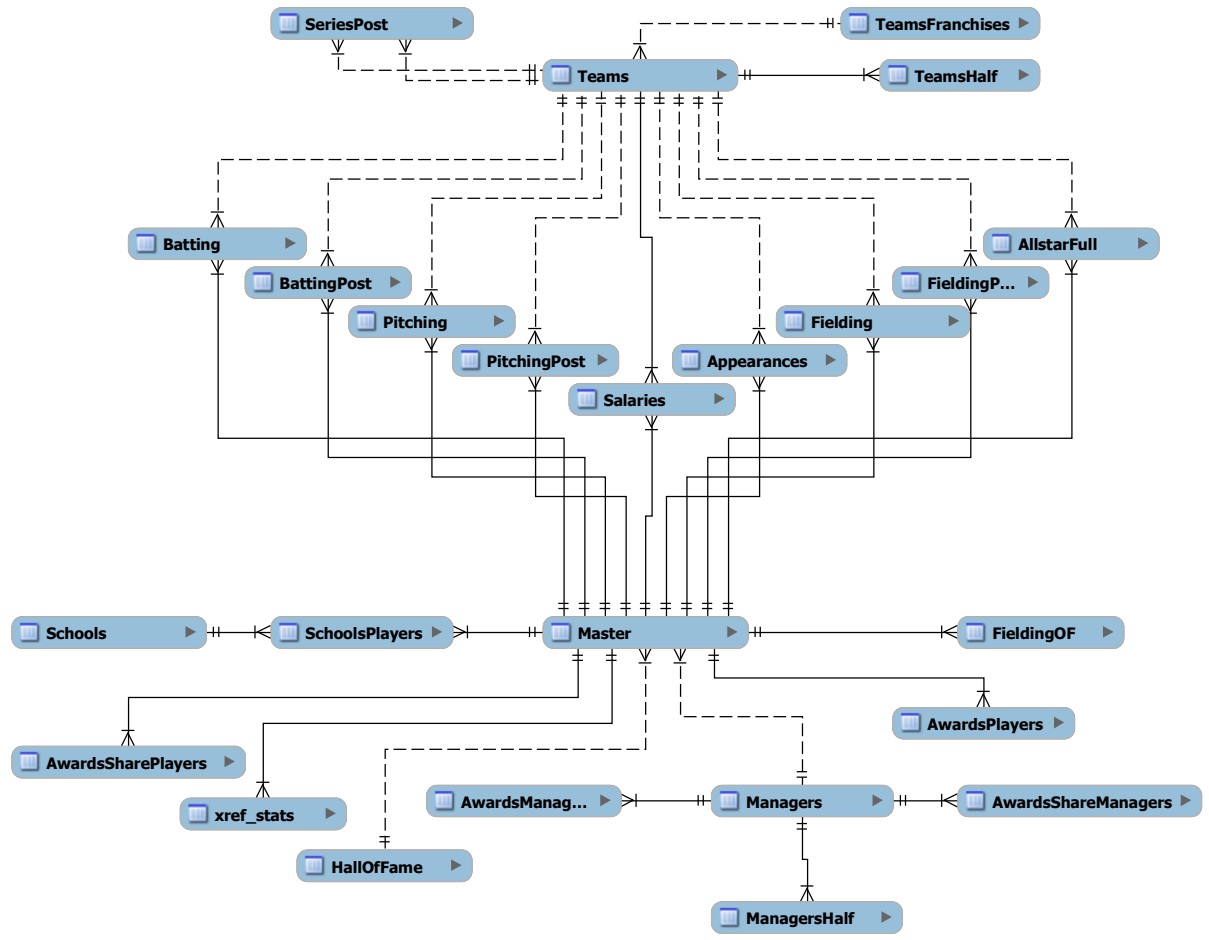 SeriesPost
TeamsFranchises
Teams
TeamsHalf
Batting
AllstarFull
BattingPost
FieldingP...
Pitching
Fielding
PitchingPost
Appearances
Salaries
Schools
SchoolsPlayers
Master
FieldingOF
AwardsPlayers
AwardsSharePlayers
xref_stats
AwardsManag...
Managers
AwardsShareManagers
HallOfFame
ManagersHalf